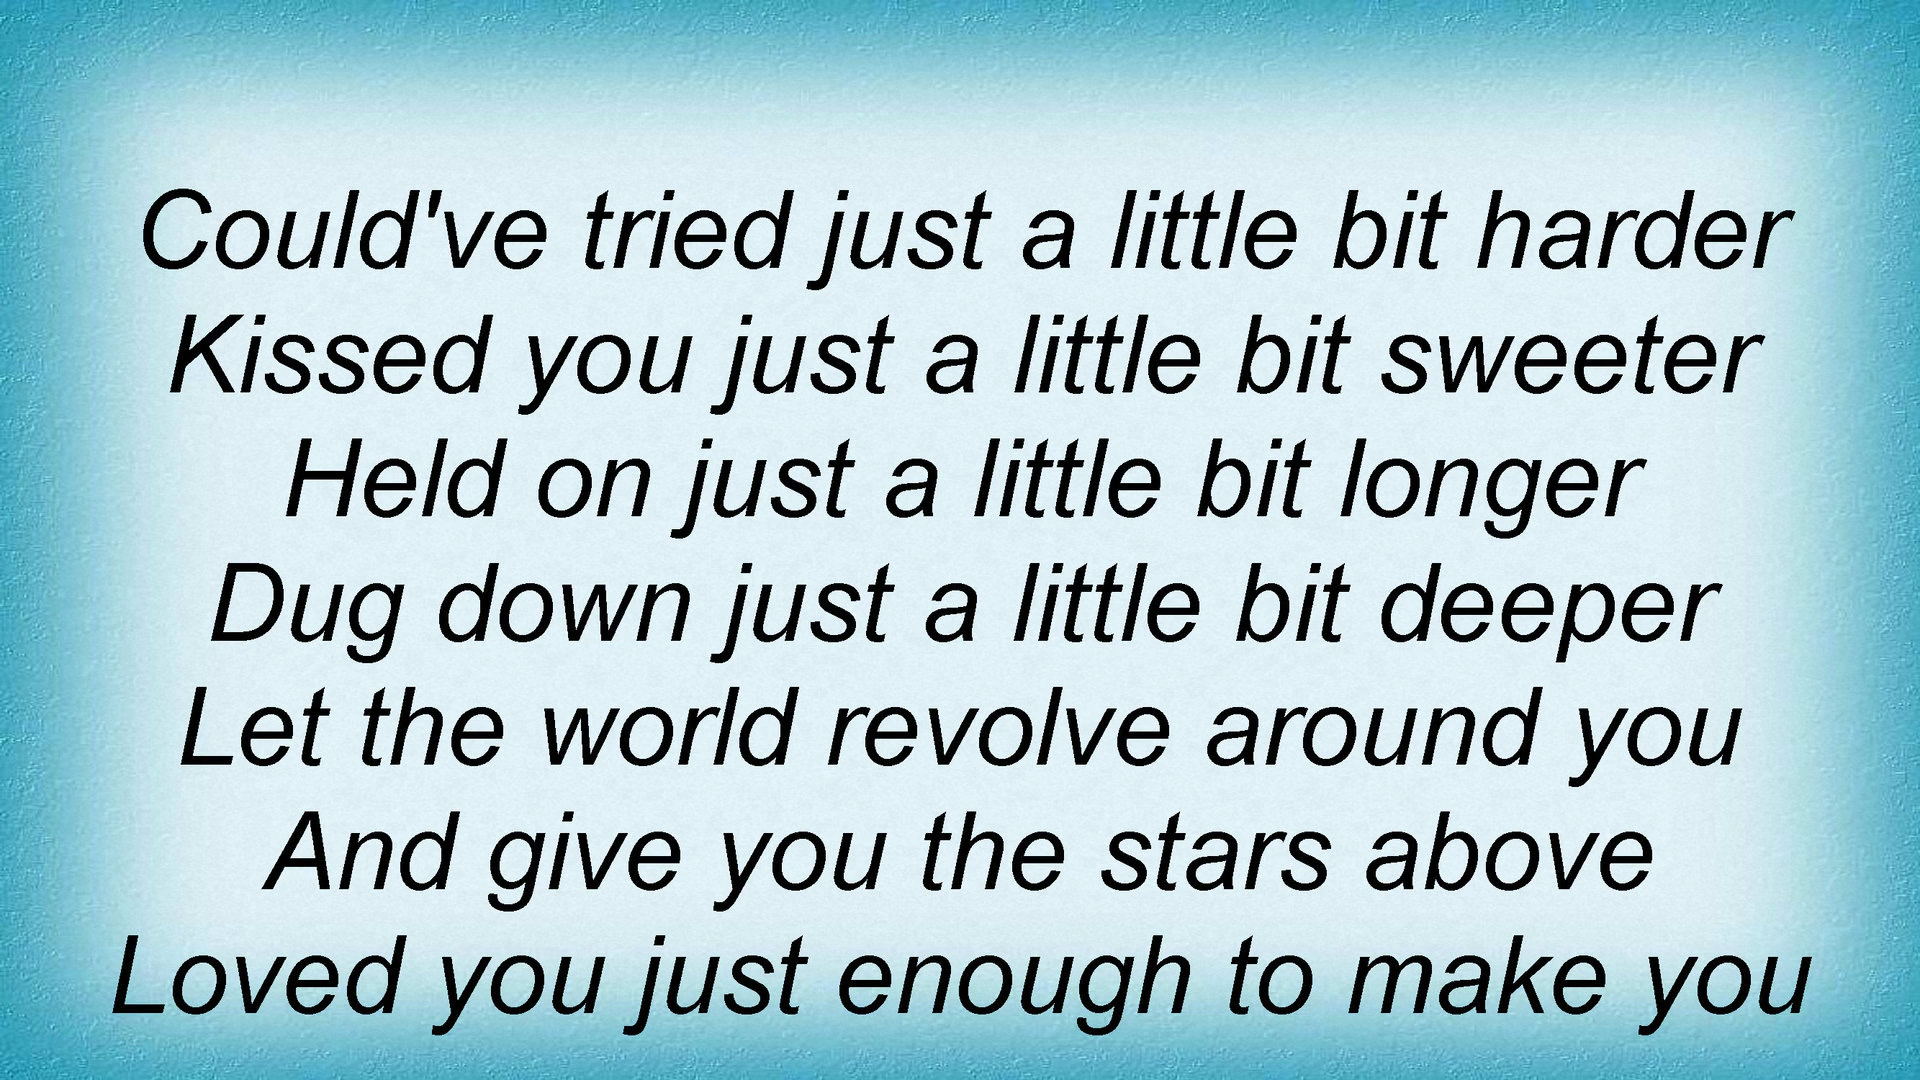 Could've tried just a little bit harder
Kissed you just a little bit sweeter
Held on just a little bit longer
Dug down just a little bit deeper
Let the world revolve around you
And give you the stars above
Loved you just enough to make you